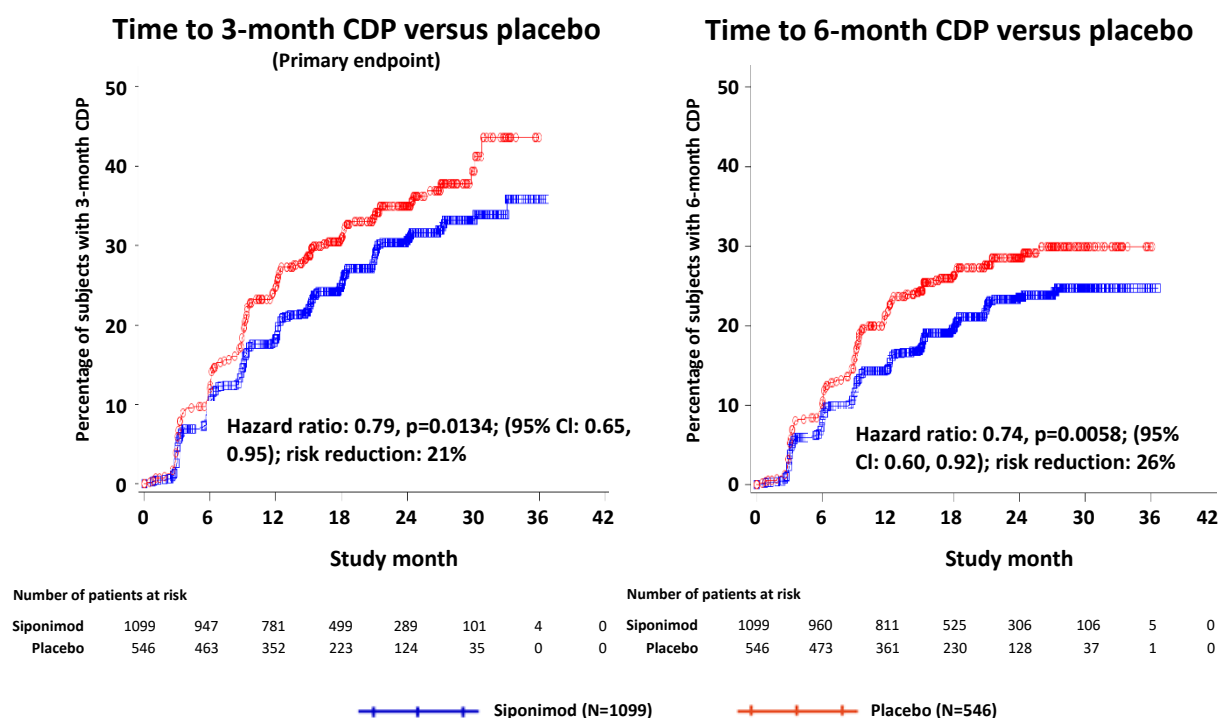 Time to 3-month CDP versus placebo
(Primary endpoint)
Percentage of subjects with 3-month CDP
50
40
30
20
10
0
Hazard ratio: 0.79, p=0.0134; (95% Cl: 0.65,
0.95); risk reduction: 21%
0 6 12 18 24 30 36 42
Study month
Number of patients at risk
Siponimod 1099 947 781 499 289 101 4 0
Placebo 546 463 352 223 124 35 0 0
Time to 6-month CDP versus placebo
Percentage of subjects with 6-month CDP
50
40
30
20
10
0
Hazard ratio: 0.74, p=0.0058; (95%
Cl: 0.60, 0.92); risk reduction: 26%
0 6 12 18 24 30 36 42
Study month
Number of patients at risk
Siponimod 1099 960 811 525 306 106 5 0
Placebo 546 473 361 230 128 37 1 0
Siponimod (N=1099) Placebo (N=546)